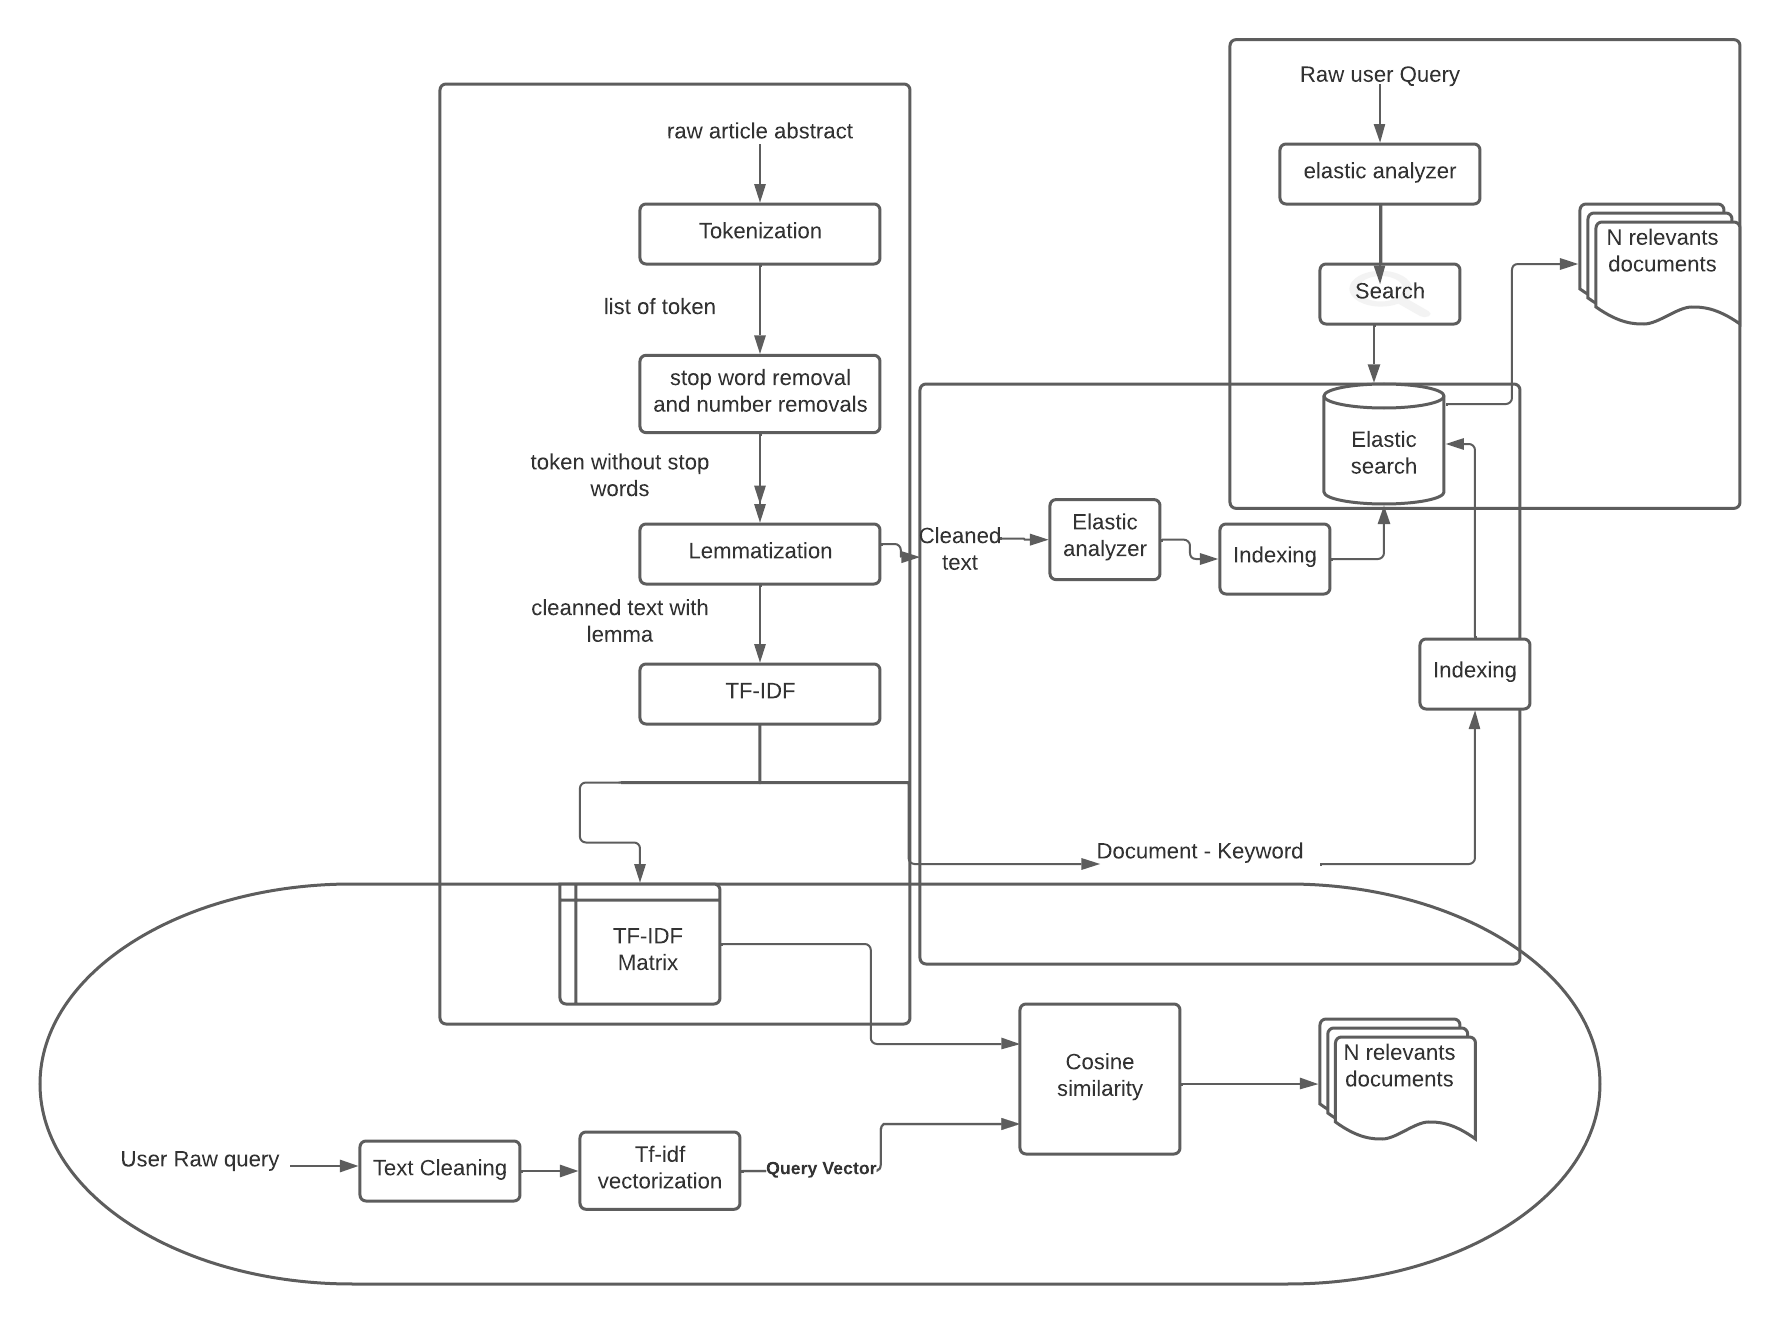 Raw user Query
elastic analyzer
Search
N relevants
documents
raw article abstract
Tokenization
list of token
stop word removal
and number removals
token without stop
words
Lemmatization
cleanned text with
lemma
TF-IDF
Cleaned
text
Elastic
analyzer
Indexing
Elastic
search
Indexing
Document - Keyword
TF-IDF
Matrix
User Raw query
Text Cleaning
Tf-idf
vectorization
Query Vector
Cosine
similarity
N relevants
documents